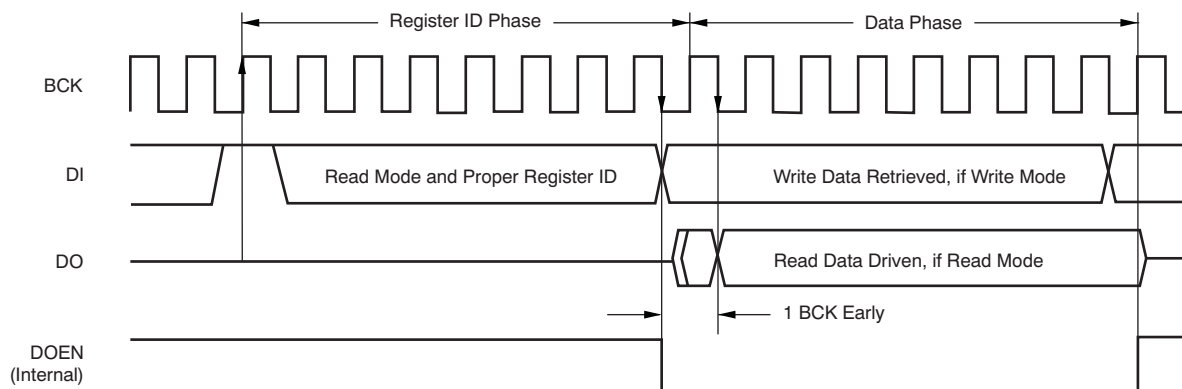 Register ID Phase
Data Phase
BCK
DI
Read Mode and Proper Register ID
Write Data Retrieved, if Write Mode
DO
Read Data Driven, if Read Mode
1 BCK Early
DOEN
(Internal)